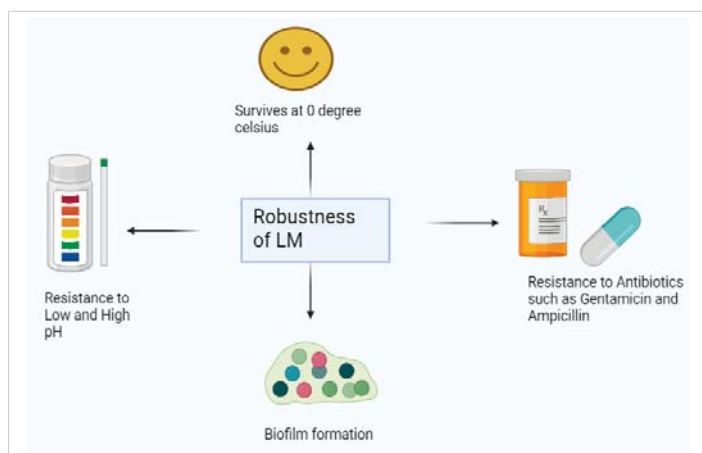 Survives at 0 degree
celsius
Robustness
of LM
Resistance to
Low and High
pH
Rx
Resistance to Antibiotics
such as Gentamicin and
Ampicillin
Biofilm formation